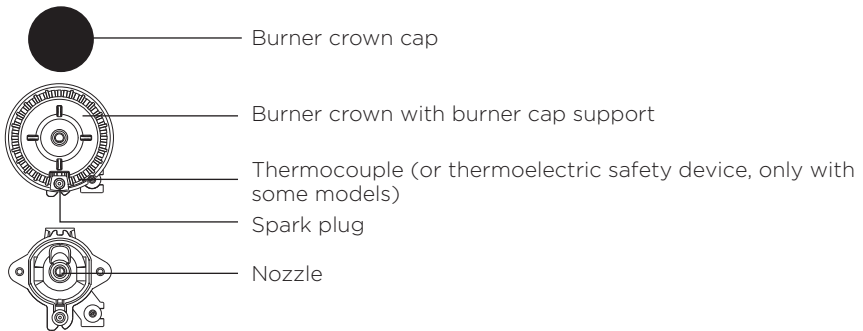 Burner crown cap
Burner crown with burner cap support
Thermocouple (or thermoelectric safety device, only with
some models)
Spark plug
Nozzle